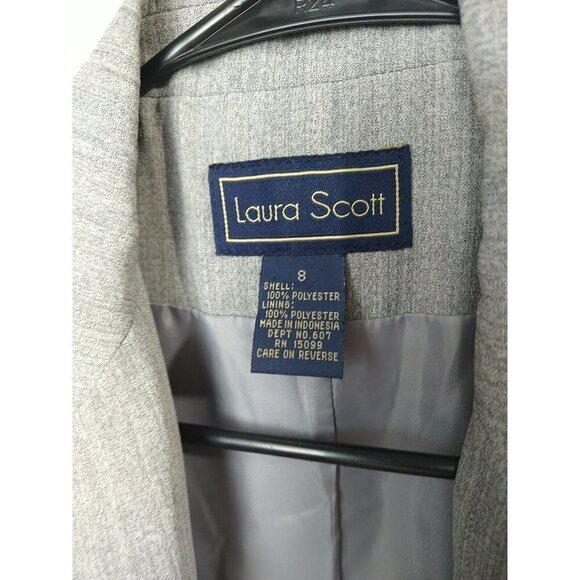 Laura Scott
8
SHELL:
100% POLYESTER
LINING:
100% POLYESTER
MADE IN INDONESIA
DEPT NO.607
RN 15099
CARE ON REVERSE